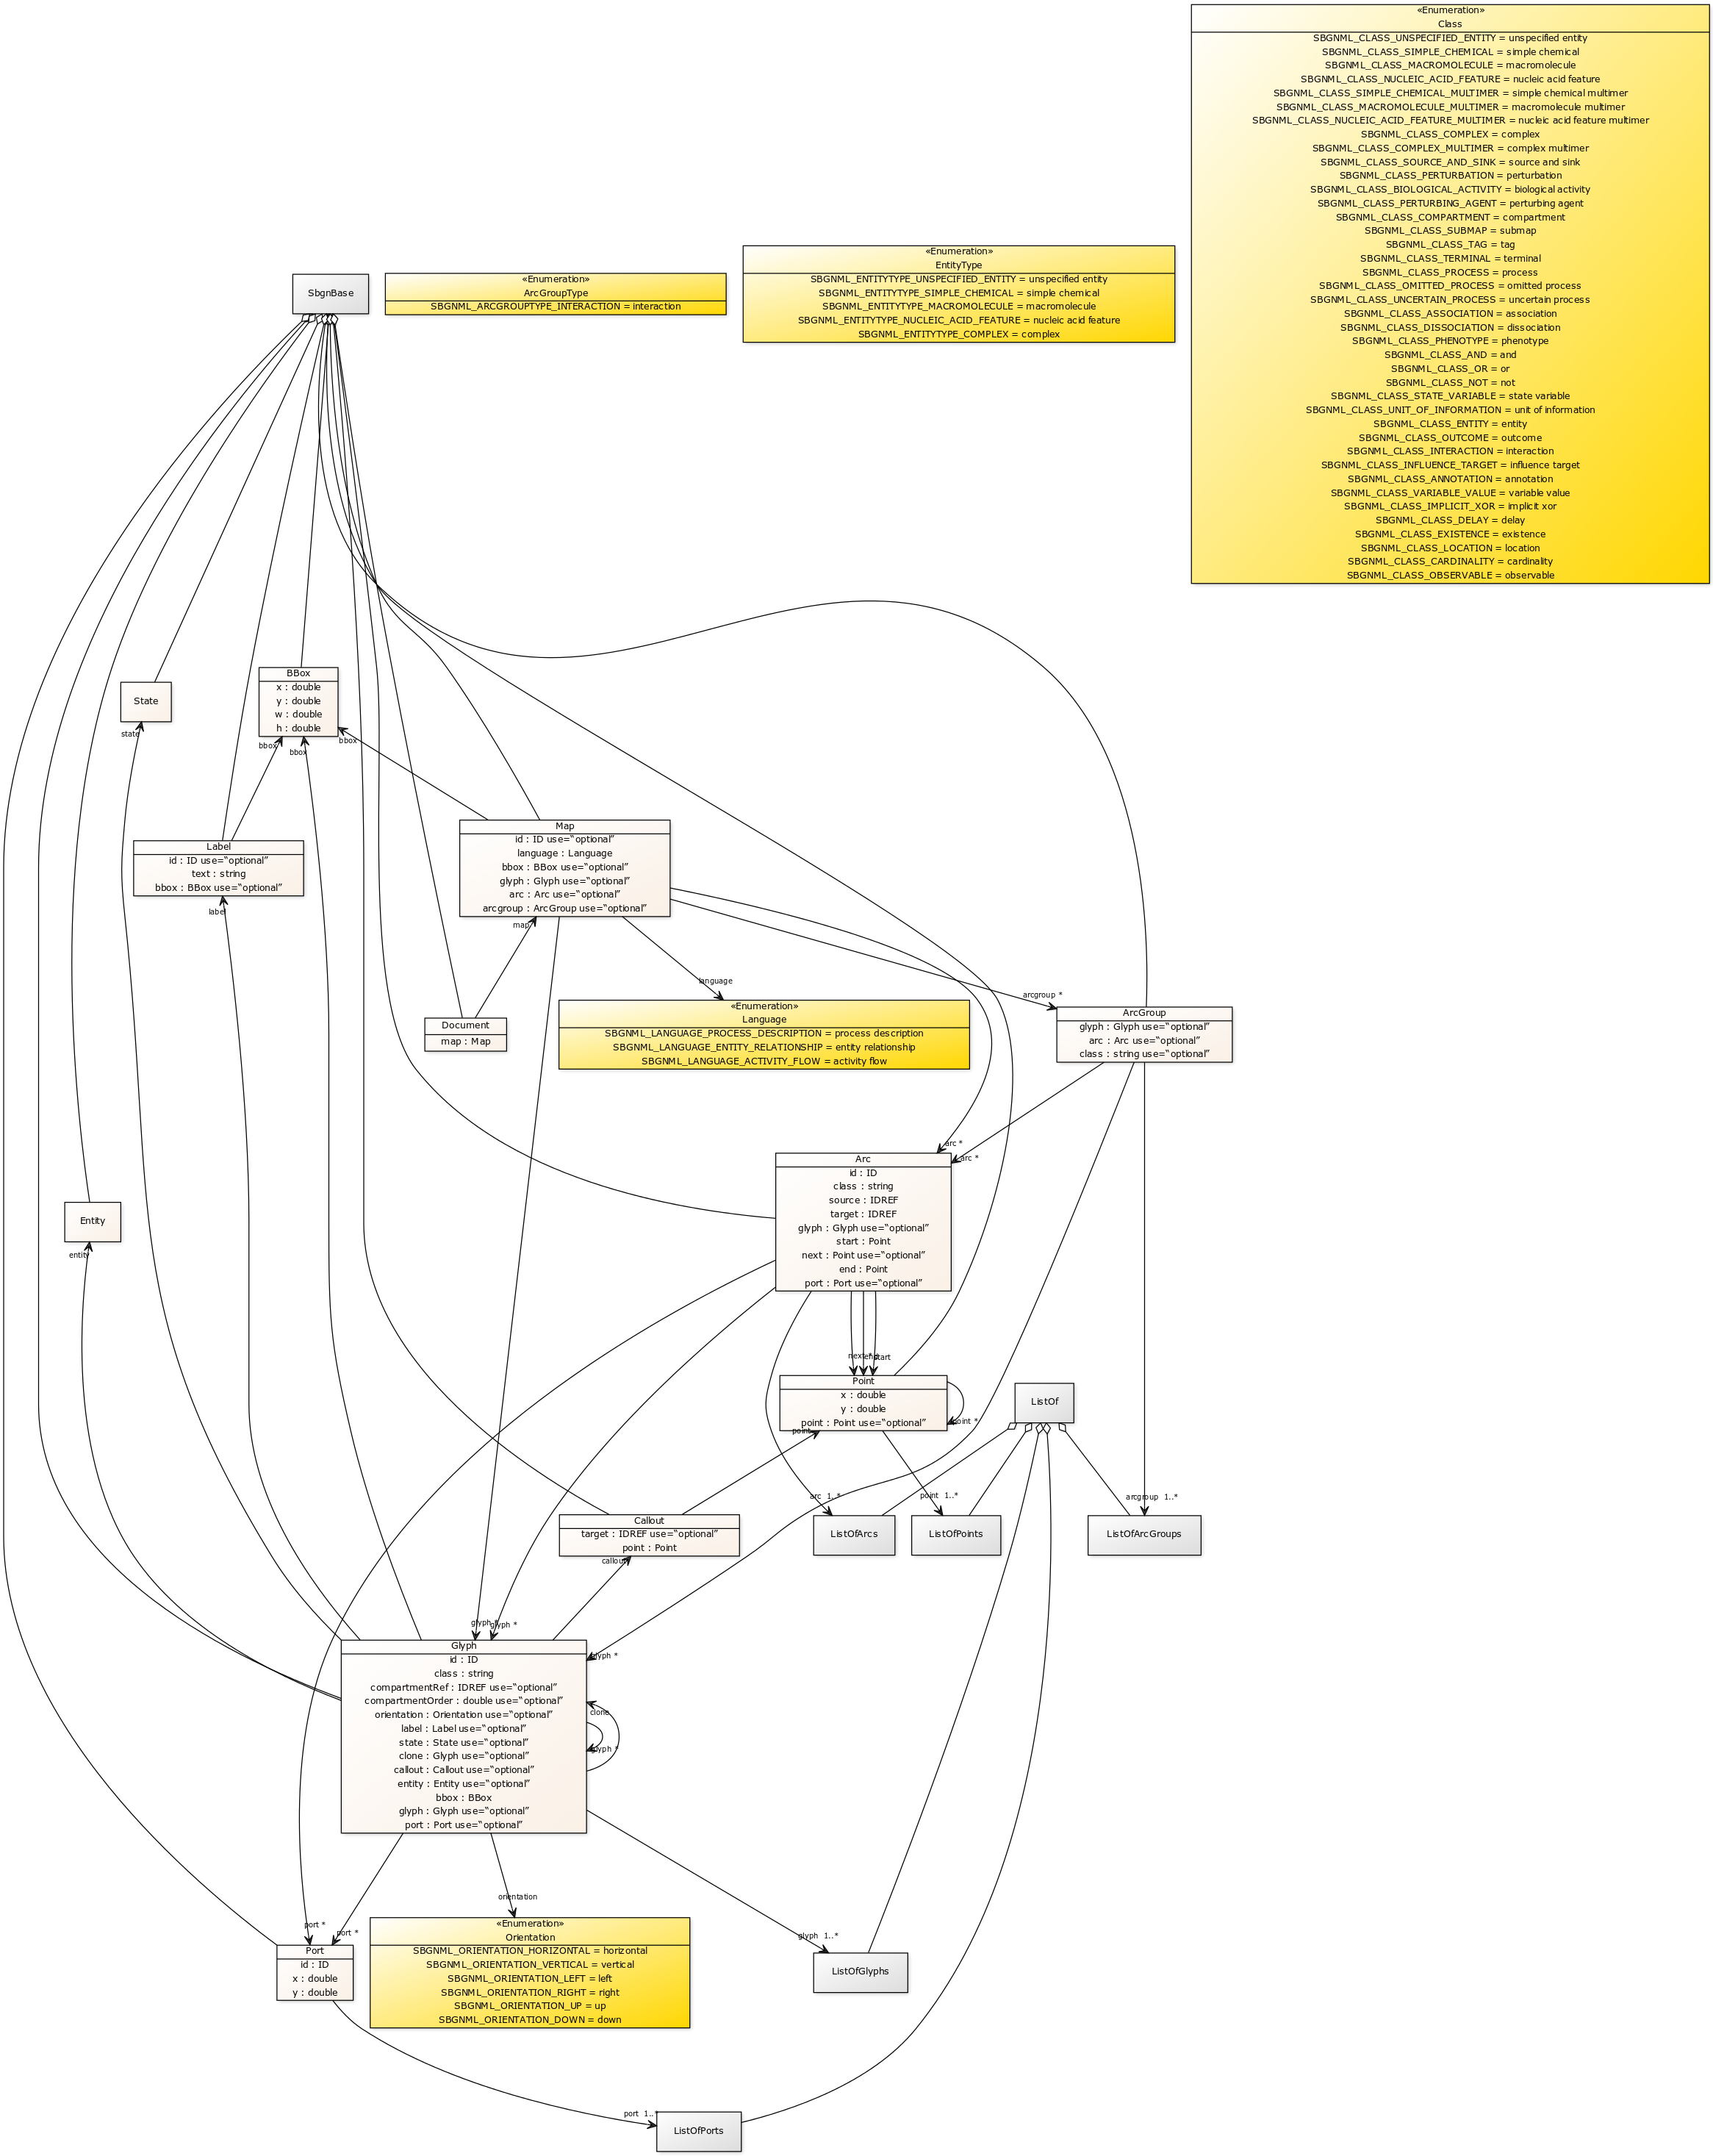 «Enumeration»
Class
SBGNML_CLASS_UNSPECIFIED_ENTITY = unspecified entity
SBGNML_CLASS_SIMPLE_CHEMICAL = simple chemical
SBGNML_CLASS_MACROMOLECULE = macromolecule
SBGNML_CLASS_NUCLEIC_ACID_FEATURE = nucleic acid feature
SBGNML_CLASS_SIMPLE_CHEMICAL_MULTIMER = simple chemical multimer
SBGNML_CLASS_MACROMOLECULE_MULTIMER = macromolecule multimer
SBGNML_CLASS_NUCLEIC_ACID_FEATURE_MULTIMER = nucleic acid feature multimer
SBGNML_CLASS_COMPLEX = complex
SBGNML_CLASS_COMPLEX_MULTIMER = complex multimer
SBGNML_CLASS_SOURCE_AND_SINK = source and sink
SBGNML_CLASS_PERTURBATION = perturbation
SBGNML_CLASS_BIOLOGICAL_ACTIVITY = biological activity
SBGNML_CLASS_PERTURBING_AGENT = perturbing agent
SBGNML_CLASS_COMPARTMENT = compartment
SBGNML_CLASS_SUBMAP = submap
SBGNML_CLASS_TAG = tag
SBGNML_CLASS_TERMINAL = terminal
SBGNML_CLASS_PROCESS = process
SBGNML_CLASS_OMITTED_PROCESS = omitted process
SBGNML_CLASS_UNCERTAIN_PROCESS = uncertain process
SBGNML_CLASS_ASSOCIATION = association
SBGNML_CLASS_DISSOCIATION = dissociation
SBGNML_CLASS_PHENOTYPE = phenotype
SBGNML_CLASS_AND = and
SBGNML_CLASS_OR = or
SBGNML_CLASS_NOT = not
SBGNML_CLASS_STATE_VARIABLE = state variable
SBGNML_CLASS_UNIT_OF_INFORMATION = unit of information
SBGNML_CLASS_ENTITY = entity
SBGNML_CLASS_OUTCOME = outcome
SBGNML_CLASS_INTERACTION = interaction
SBGNML_CLASS_INFLUENCE_TARGET = influence target
SBGNML_CLASS_ANNOTATION = annotation
SBGNML_CLASS_VARIABLE_VALUE = variable value
SBGNML_CLASS_IMPLICIT_XOR = implicit xor
SBGNML_CLASS_DELAY = delay
SBGNML_CLASS_EXISTENCE = existence
SBGNML_CLASS_LOCATION = location
SBGNML_CLASS_CARDINALITY = cardinality
SBGNML_CLASS_OBSERVABLE = observable
SbgnBase
«Enumeration»
ArcGroupType
SBGNML_ARCGROUPTYPE_INTERACTION = interaction
«Enumeration»
EntityType
SBGNML_ENTITYTYPE_UNSPECIFIED_ENTITY = unspecified entity
SBGNML_ENTITYTYPE_SIMPLE_CHEMICAL = simple chemical
SBGNML_ENTITYTYPE_MACROMOLECULE = macromolecule
SBGNML_ENTITYTYPE_NUCLEIC_ACID_FEATURE = nucleic acid feature
SBGNML_ENTITYTYPE_COMPLEX = complex
State
state
BBox
x : double
y : double
w : double
h : double
bbox
bbox
bbox
Label
id : ID use=“optional”
text : string
bbox : BBox use=“optional”
label
Map
id : ID use=“optional”
language : Language
bbox : BBox use=“optional”
glyph : Glyph use=“optional”
arc : Arc use=“optional”
arcgroup : ArcGroup use=“optional”
map
language
arcgroup *
Document
map : Map
«Enumeration»
Language
SBGNML_LANGUAGE_PROCESS_DESCRIPTION = process description
SBGNML_LANGUAGE_ENTITY_RELATIONSHIP = entity relationship
SBGNML_LANGUAGE_ACTIVITY_FLOW = activity flow
ArcGroup
glyph : Glyph use=“optional”
arc : Arc use=“optional”
class : string use=“optional”
arc *
arc *
Entity
entity
Arc
id : ID
class : string
source : IDREF
target : IDREF
glyph : Glyph use=“optional”
start : Point
next : Point use=“optional”
end : Point
port : Port use=“optional”
next *
end
start
Point
x : double
y : double
point : Point use=“optional”
point *
point
ListOf
arc 1..*
point 1..*
arcgroup 1..*
Callout
target : IDREF use=“optional”
point : Point
callout
ListOfArcs
ListOfPoints
ListOfArcGroups
glyph *
glyph *
glyph *
Glyph
id : ID
class : string
compartmentRef : IDREF use=“optional”
compartmentOrder : double use=“optional”
orientation : Orientation use=“optional”
label : Label use=“optional”
state : State use=“optional”
clone : Glyph use=“optional”
callout : Callout use=“optional”
entity : Entity use=“optional”
bbox : BBox
glyph : Glyph use=“optional”
port : Port use=“optional”
clone
glyph *
orientation
port *
port *
glyph 1..*
Port
id : ID
x : double
y : double
«Enumeration»
Orientation
SBGNML_ORIENTATION_HORIZONTAL = horizontal
SBGNML_ORIENTATION_VERTICAL = vertical
SBGNML_ORIENTATION_LEFT = left
SBGNML_ORIENTATION_RIGHT = right
SBGNML_ORIENTATION_UP = up
SBGNML_ORIENTATION_DOWN = down
ListOfGlyphs
port 1..*
ListOfPorts